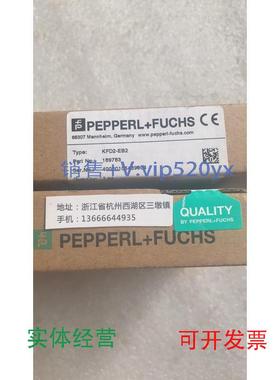 PEPPERL+FUCHS CE
68307 Mannheim, Germany www.pepperl-fuchs.com
Type: KFD2-EB2
Part No.: 189783
销售
V:vip520yx
地址:浙江省杭州西湖区三墩镇
手机:13666644935
QUALITY
BY PEPPERL+FUCHS
PEPPERL+FUCHS
实体经营
可开发票